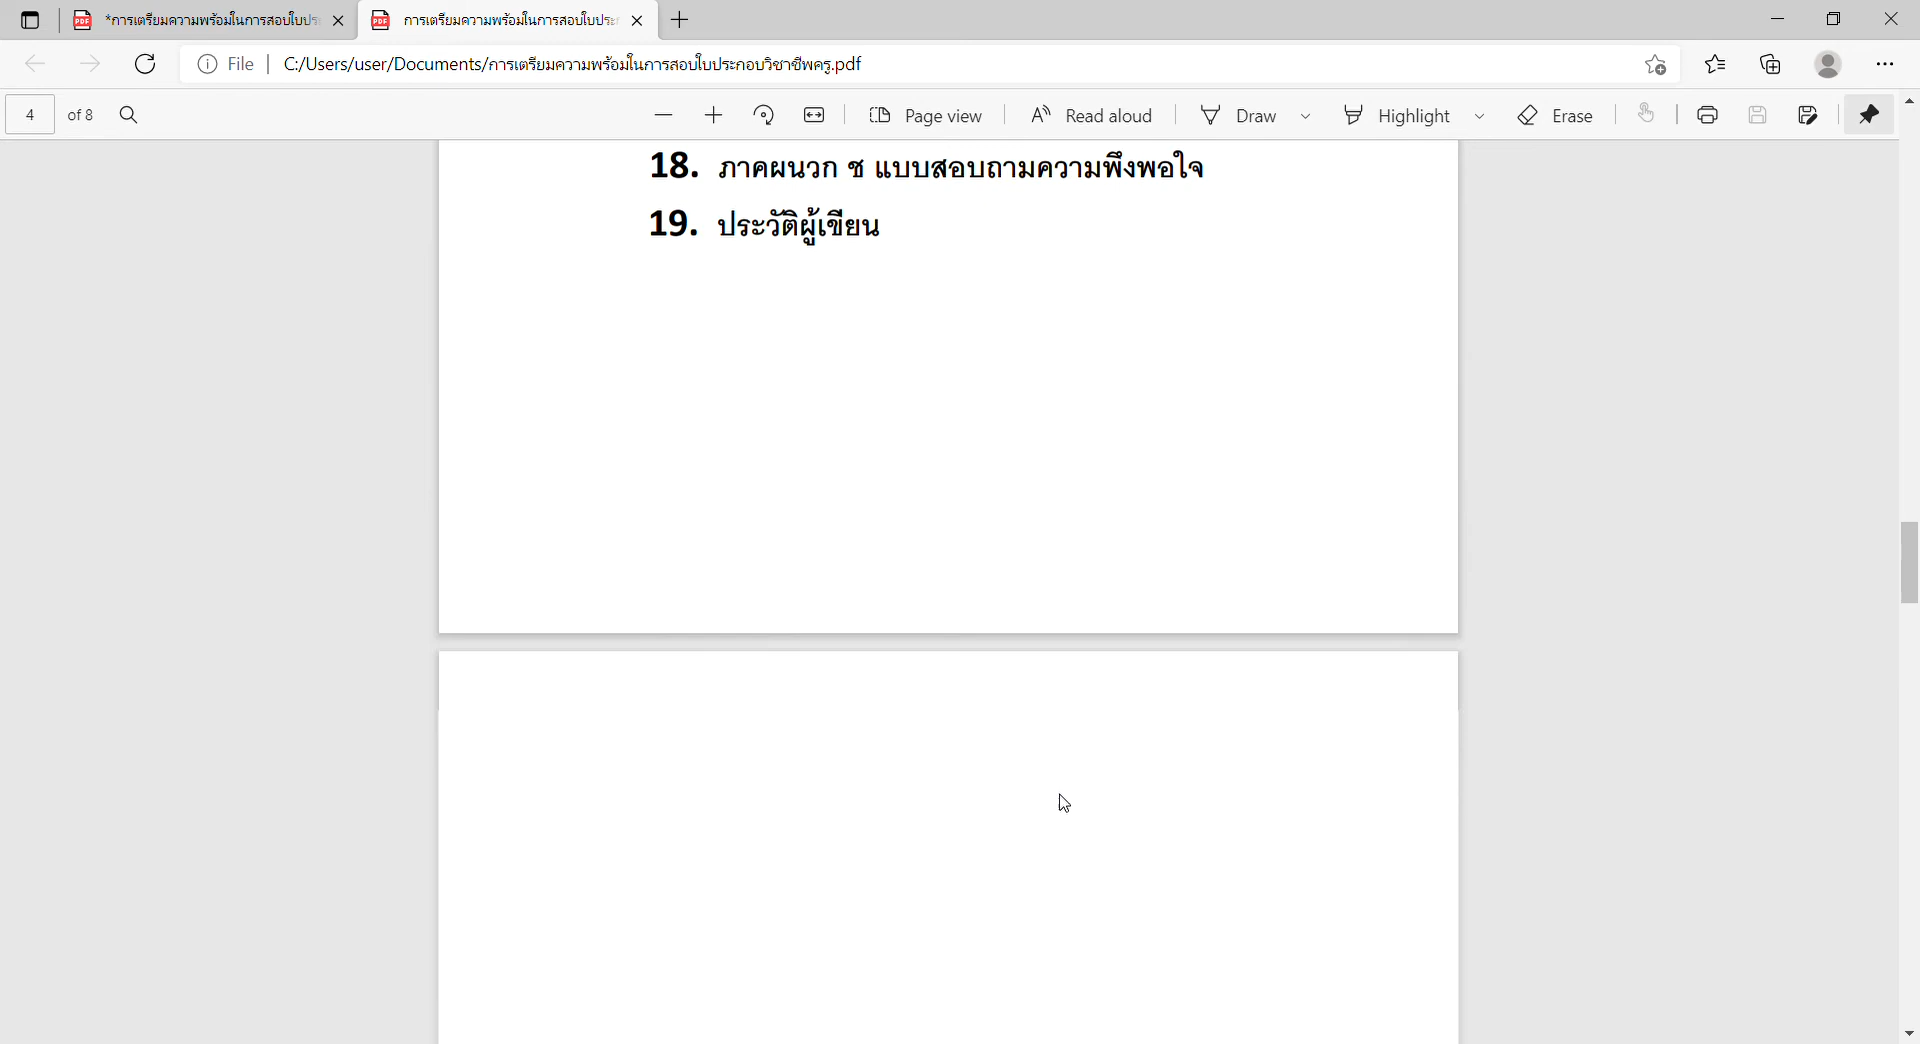 *การเตรียมความพร้อมในการสอบใบประ
การเตรียมความพร้อมในการสอบใบประ
File
C:/Users/user/Documents/การเตรียมความพร้อมในการสอบใบประกอบวิชาชีพครู.pdf
4 of 8
Page view
Read aloud
Draw
Highlight
Erase
18. ภาคผนวก ช แบบสอบถามความพึงพอใจ
19. ประวัติผู้เขียน